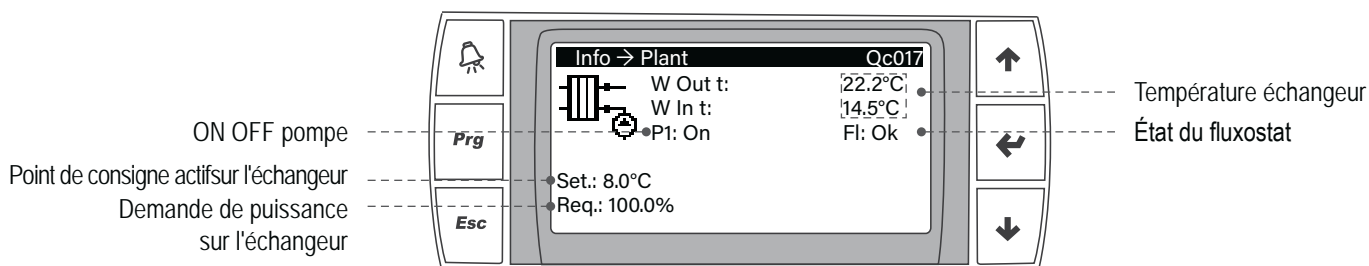 Info → Plant Qc017
W Out t: 22.2°C
W In t: 14.5°C
P1: On Fl: Ok
Set.: 8.0°C
Req.: 100.0%
Prg
Esc
ON OFF pompe
Point de consigne actifsur l'échangeur
Demande de puissance
sur l'échangeur
Température échangeur
État du fluxostat